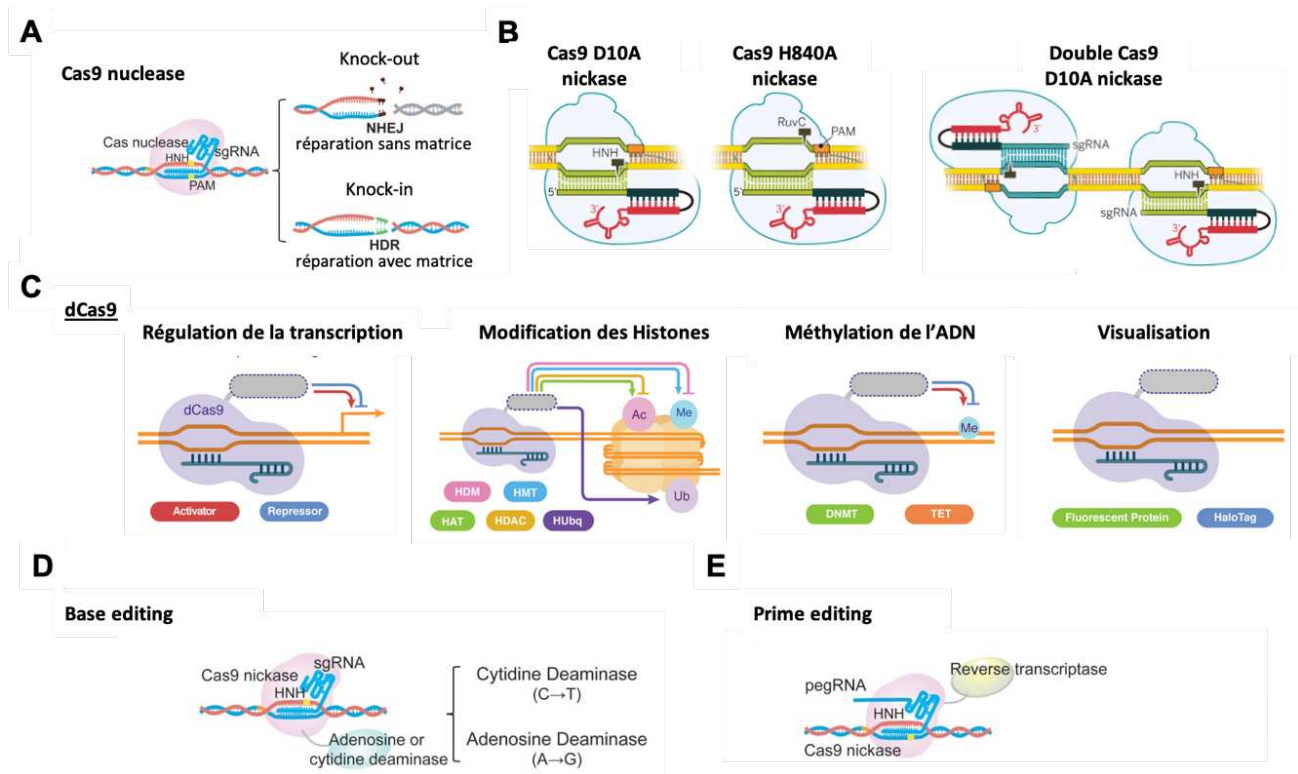 A
Cas9 nuclease
Cas nuclease
HNH
sgRNA
PAM
Knock-out
NHEJ
réparation sans matrice
Knock-in
HDR
réparation avec matrice
B
Cas9 D10A
nickase
HNH
5'
3'
Cas9 H840A
nickase
RuvC
PAM
5'
3'
Double Cas9
D10A nickase
3'
sgRNA
HNH
sgRNA
3'
C
dCas9
Régulation de la transcription
dCas9
Activator
Repressor
Modification des Histones
Ac
Me
Ub
HDM
HMT
HAT
HDAC
HUbq
Méthylation de l'ADN
Me
DNMT
TET
Visualisation
Fluorescent Protein
HaloTag
D
Base editing
Cas9 nickase
sgRNA
HNH
Adenosine or
cytidine deaminase
Cytidine Deaminase
(C→T)
Adenosine Deaminase
(A→G)
E
Prime editing
pegRNA
Reverse transcriptase
HNH
Cas9 nickase